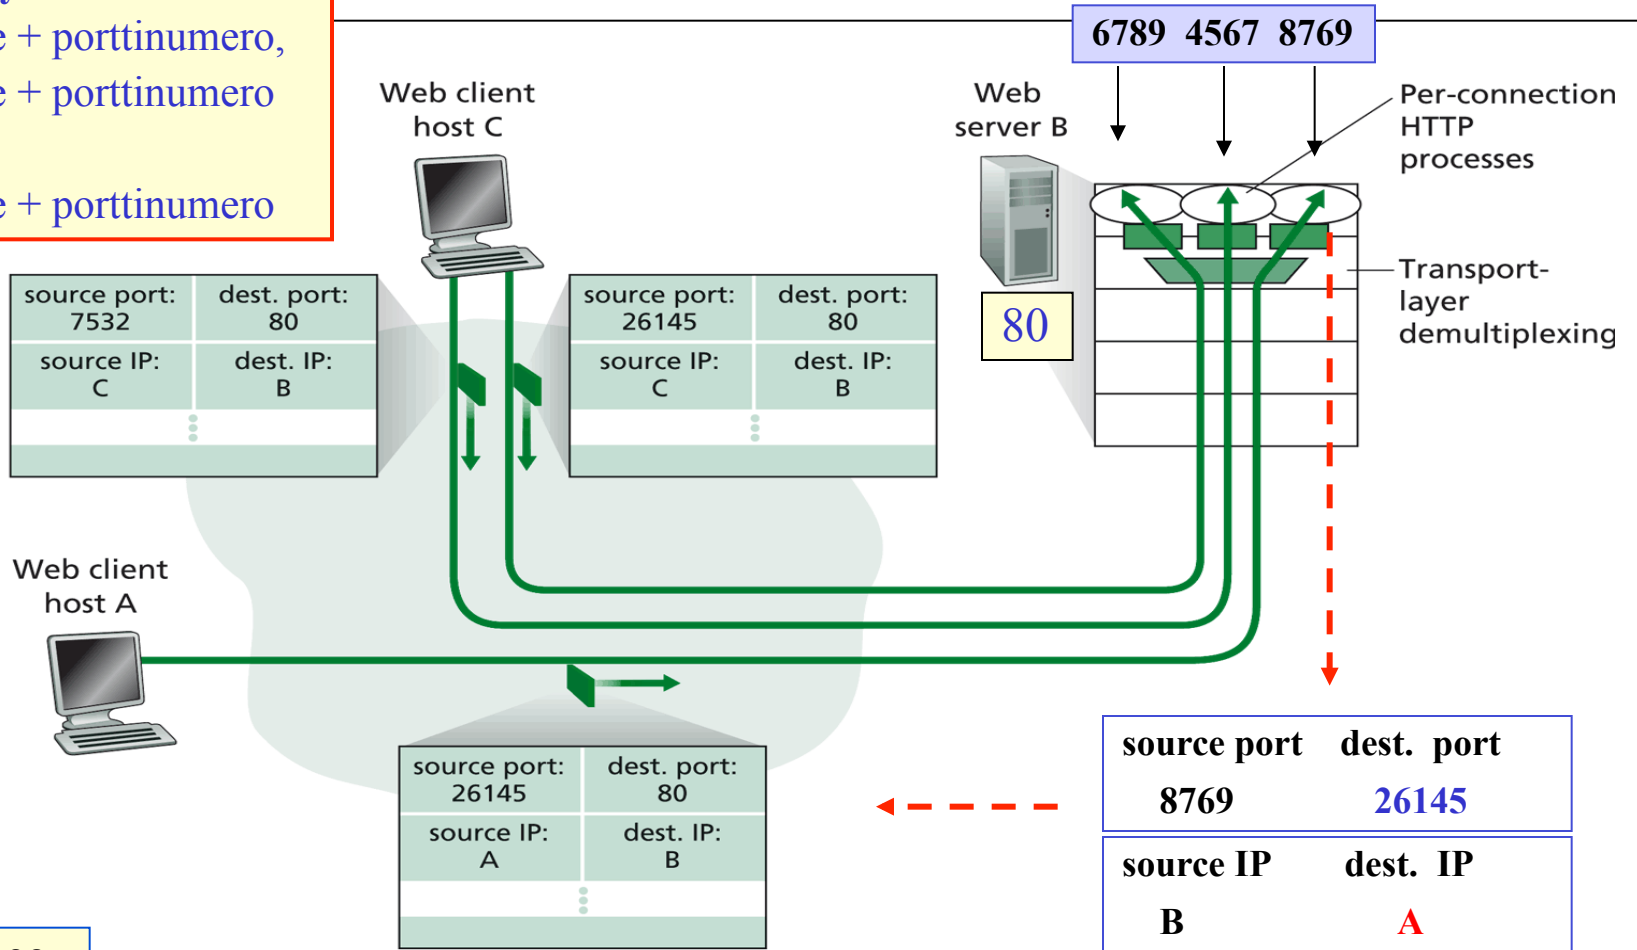 e + porttinumero,
e + porttinumero
e + porttinumero
6789 4567 8769
Web client
host C
Web
server B
Per-connection
HTTP
processes
80
Transport-
layer
demultiplexing
source port:
7532
dest. port:
80
source IP:
C
dest. IP:
B
source port:
26145
dest. port:
80
source IP:
C
dest. IP:
B
Web client
host A
source port:
26145
dest. port:
80
source IP:
A
dest. IP:
B
source port dest. port
8769 26145
source IP dest. IP
B A